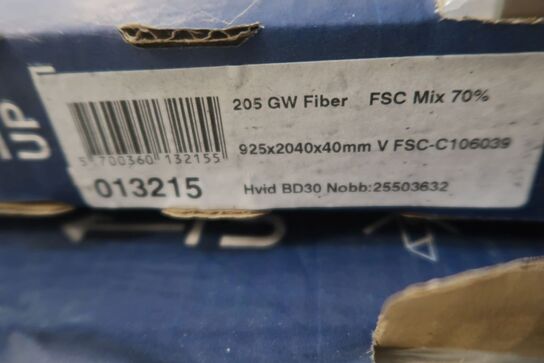 UP
205 GW Fiber FSC Mix 70%
5 700360 132155
925x2040x40mm V FSC-C106039
013215
Hvid BD30 Nobb:25503632